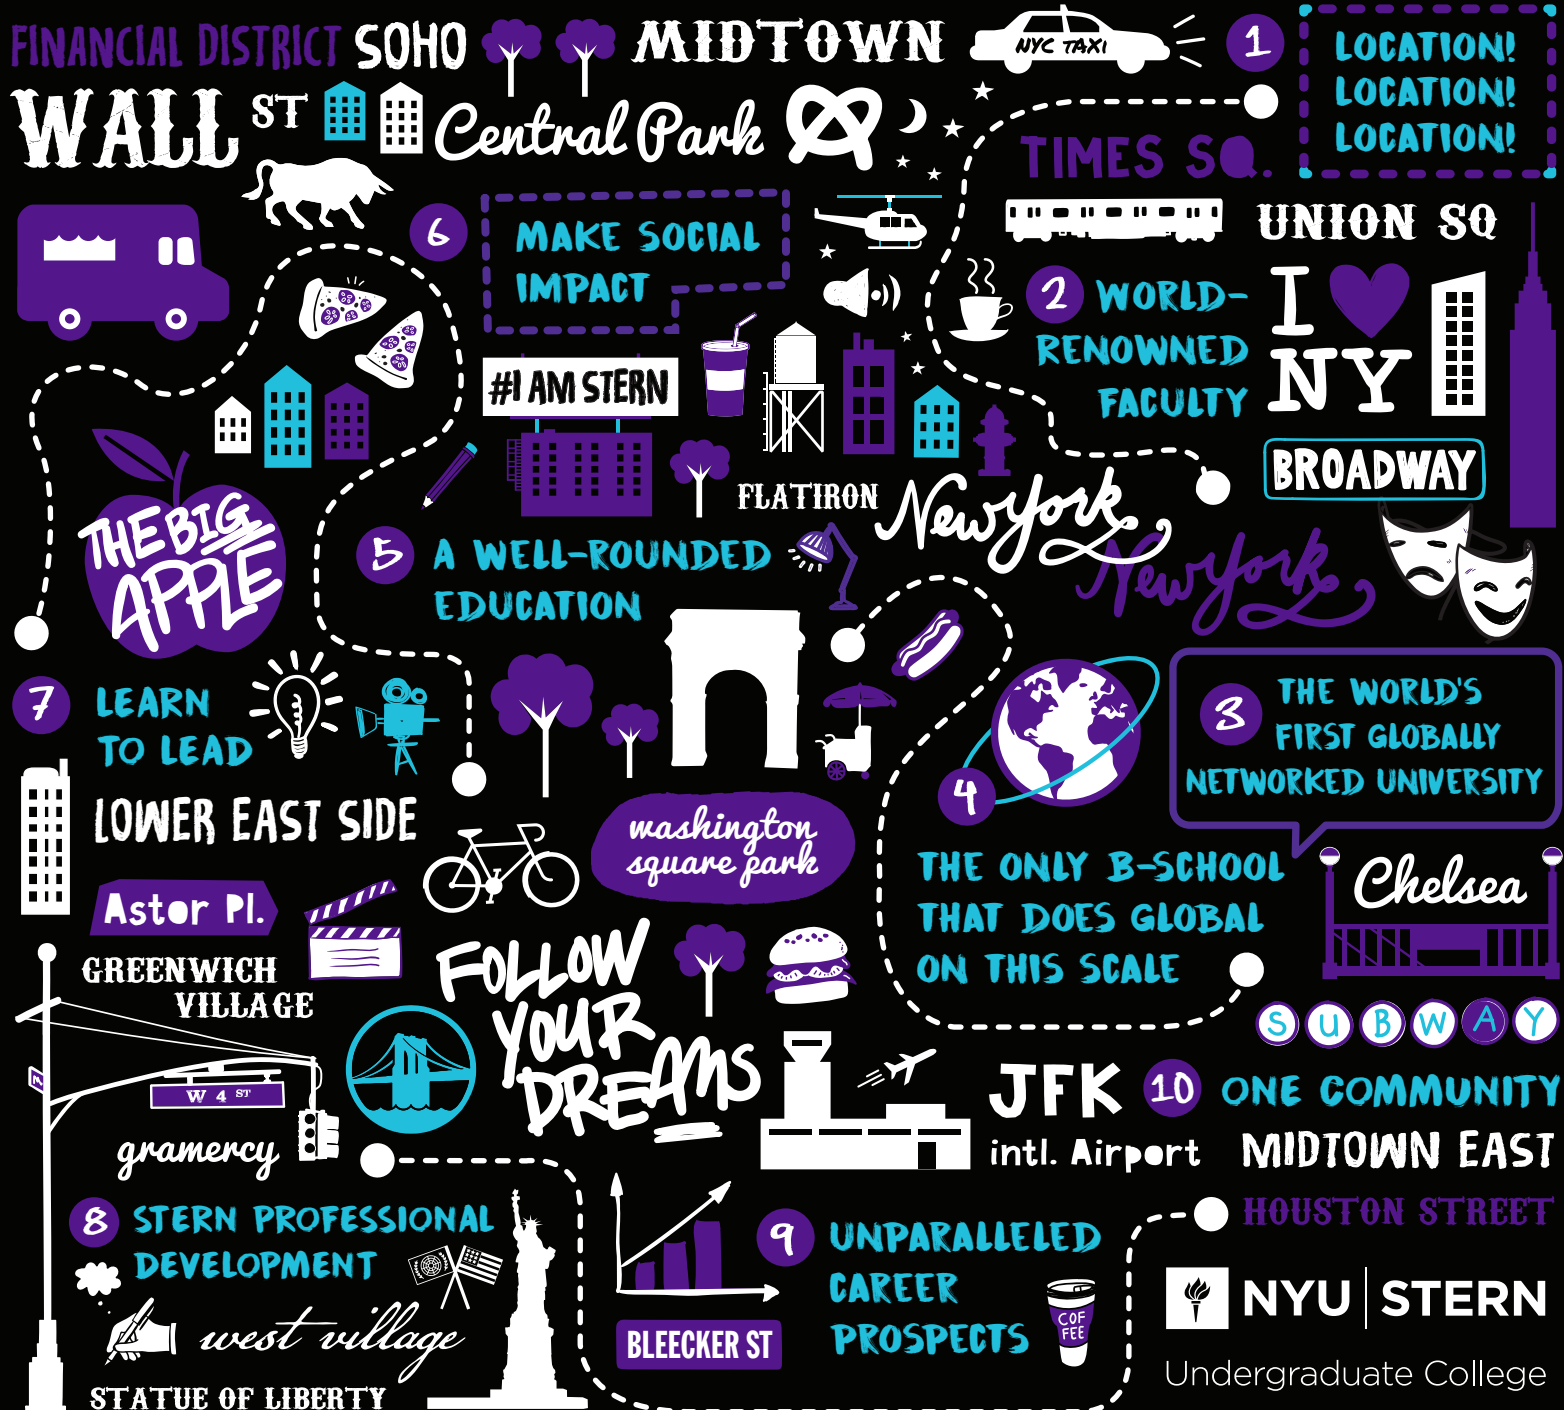 FINANCIAL DISTRICT
SOHO
MIDTOWN
NYC TAXI
1
LOCATION!
LOCATION!
LOCATION!
WALL ST
Central Park
TIMES SQ.
6
MAKE SOCIAL
IMPACT
UNION SQ
2
WORLD-
RENOWNED
FACULTY
I
NY
#I AM STERN
BROADWAY
THE BIG
APPLE
FLATIRON
New York
New York
5
A WELL-ROUNDED
EDUCATION
7
LEARN
TO LEAD
3
THE WORLD'S
FIRST GLOBALLY
NETWORKED UNIVERSITY
4
THE ONLY B-SCHOOL
THAT DOES GLOBAL
ON THIS SCALE
LOWER EAST SIDE
washington
square park
Chelsea
Astor Pl.
GREENWICH
VILLAGE
FOLLOW
YOUR
DREAMS
SUBWAY
W 4 ST
JFK
intl. Airport
10
ONE COMMUNITY
MIDTOWN EAST
gramercy
HOUSTON STREET
8
STERN PROFESSIONAL
DEVELOPMENT
9
UNPARALLELED
CAREER
PROSPECTS
COF
FEE
west village
BLEECKER ST
STATUE OF LIBERTY
NYU | STERN
Undergraduate College